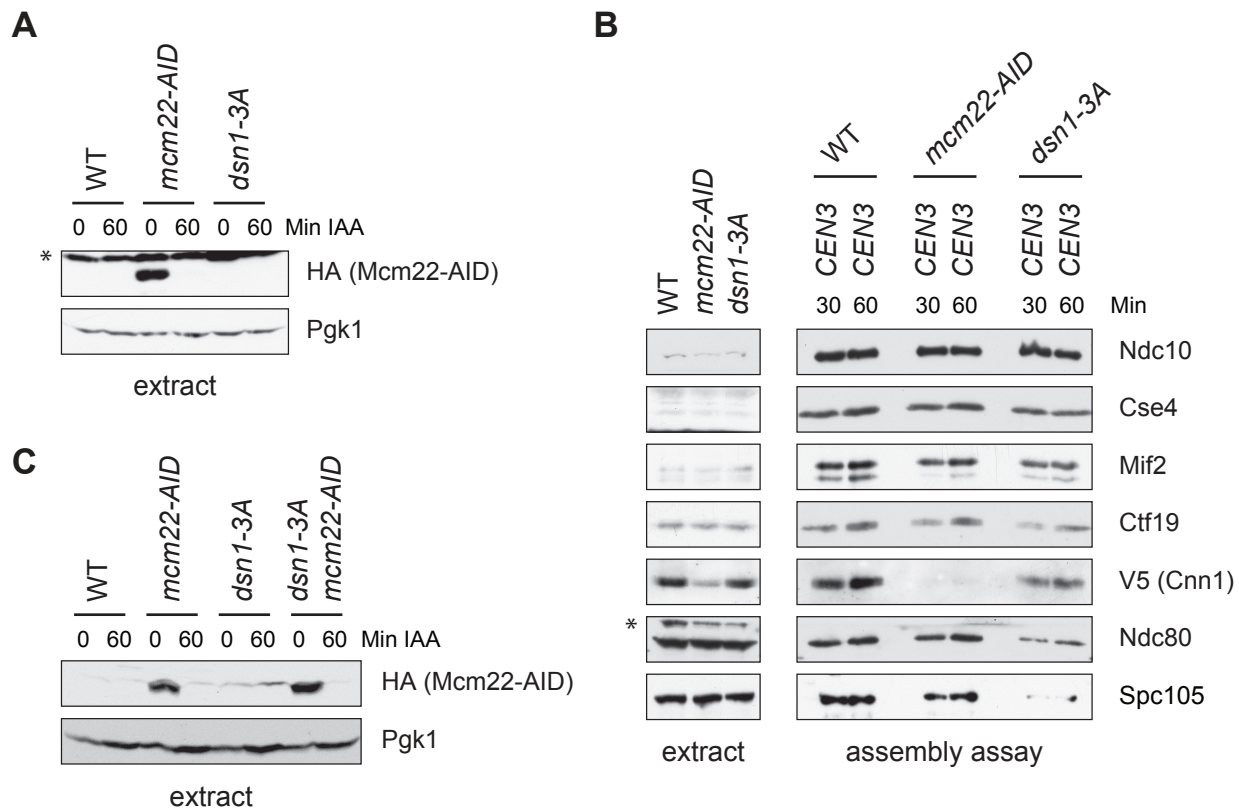 A
WT
mcm22-AID
dsn1-3A
0 60 0 60 0 60 Min IAA
*
HA (Mcm22-AID)
Pgk1
extract
B
WT
mcm22-AID
dsn1-3A
WT
mcm22-AID
dsn1-3A
CEN3
CEN3
CEN3
CEN3
CEN3
CEN3
30 60 30 60 30 60 Min
Ndc10
Cse4
Mif2
Ctf19
V5 (Cnn1)
*
Ndc80
Spc105
extract assembly assay
C
WT
mcm22-AID
dsn1-3A
dsn1-3A
mcm22-AID
0 60 0 60 0 60 0 60 Min IAA
HA (Mcm22-AID)
Pgk1
extract